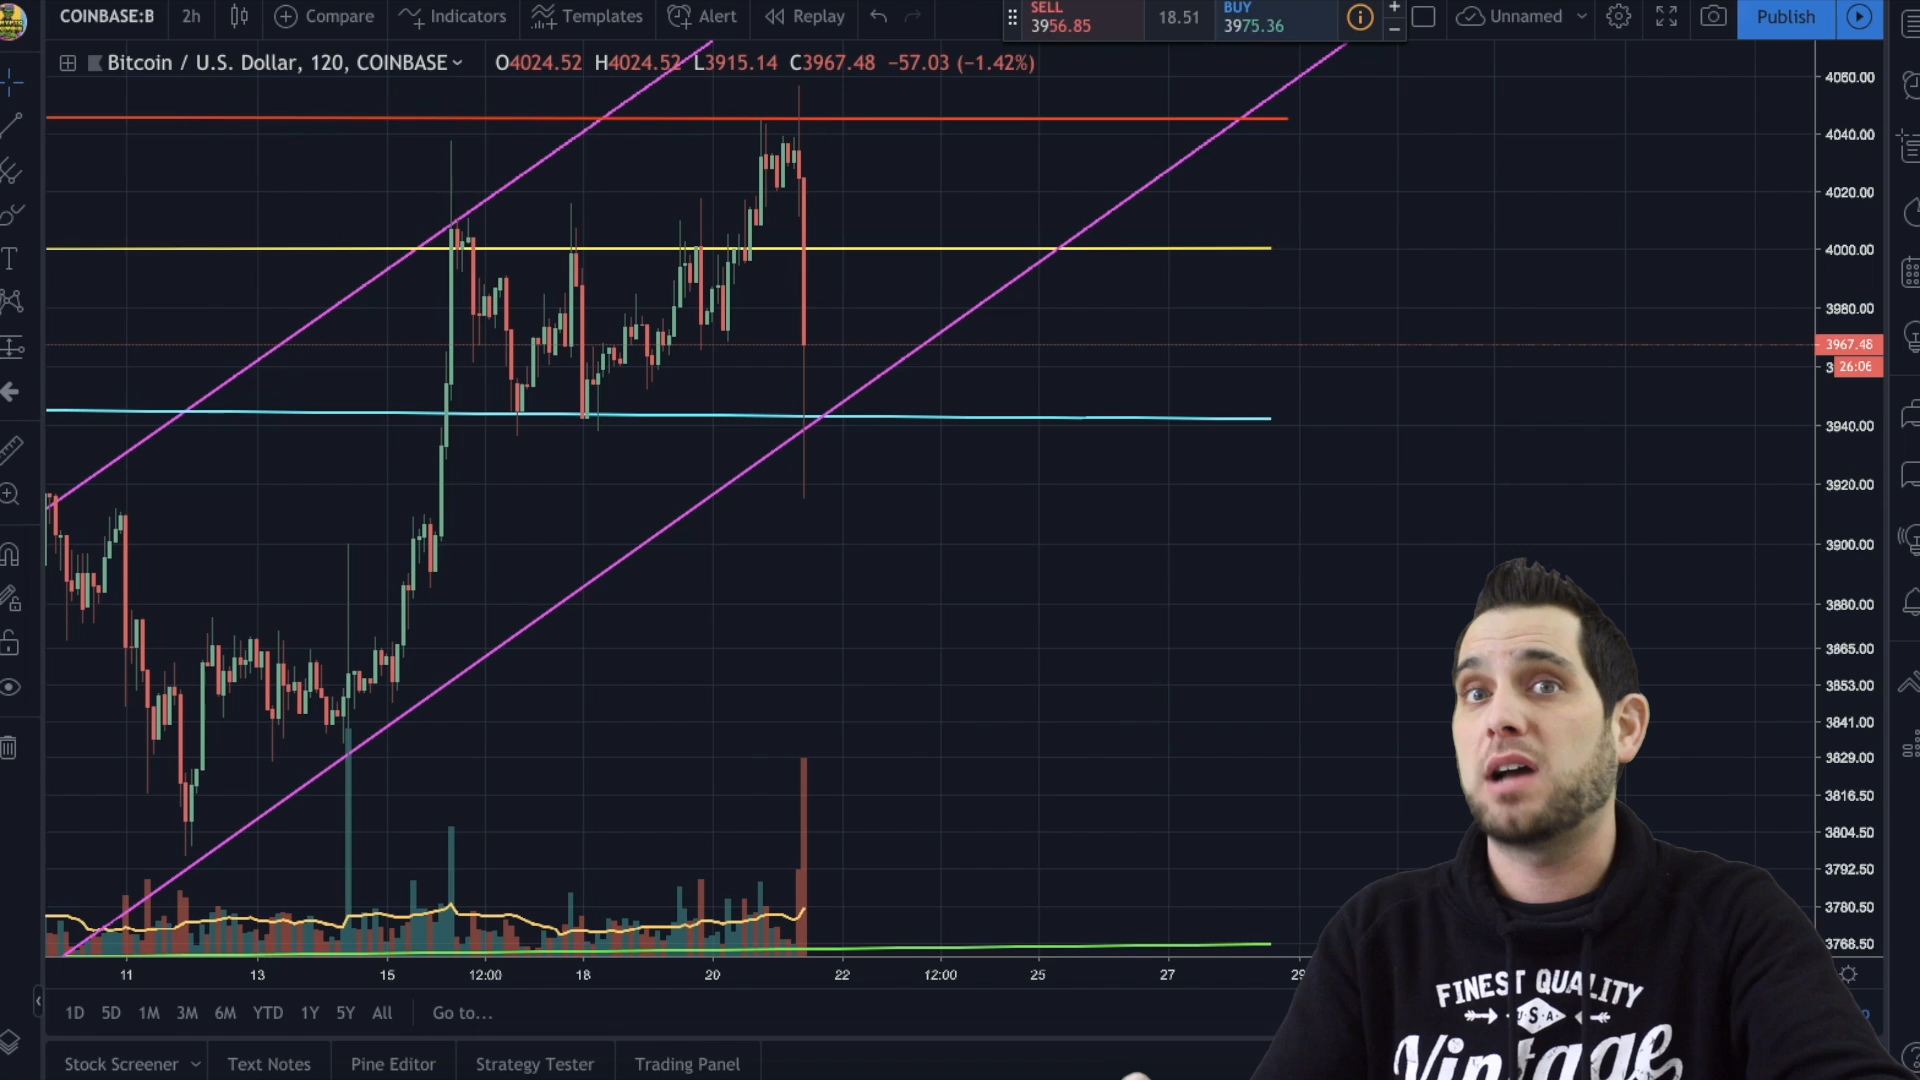 COINBASE:B 2h Compare Indicators Templates Alert Replay SELL 3956.85 18.51 BUY 3975.36 + − Unnamed Publish
Bitcoin / U.S. Dollar, 120, COINBASE O4024.52 H4024.52 L3915.14 C3967.48 −57.03 (−1.42%)
4060.00
4040.00
4020.00
4000.00
3980.00
3967.48
26:06
3940.00
3920.00
3900.00
3880.00
3865.00
3853.00
3841.00
3829.00
3816.50
3804.50
3792.50
3780.50
3768.50
11 13 15 12:00 18 20 22 12:00 25 27 29
1D 5D 1M 3M 6M YTD 1Y 5Y All Go to...
Stock Screener Text Notes Pine Editor Strategy Tester Trading Panel
FINEST QUALITY
U·S·A
Vintage